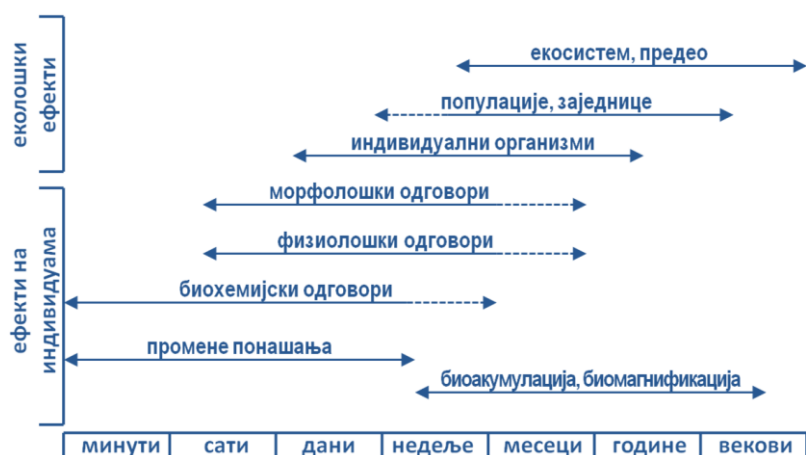 еколошки
ефекти
екосистем, предео
популације, заједнице
индивидуални организми
ефекти на
индивидуама
морфолошки одговори
физиолошки одговори
биохемијски одговори
промене понашања
биоакумулација, биомагнификација
минути сати дани недеље месеци године векови